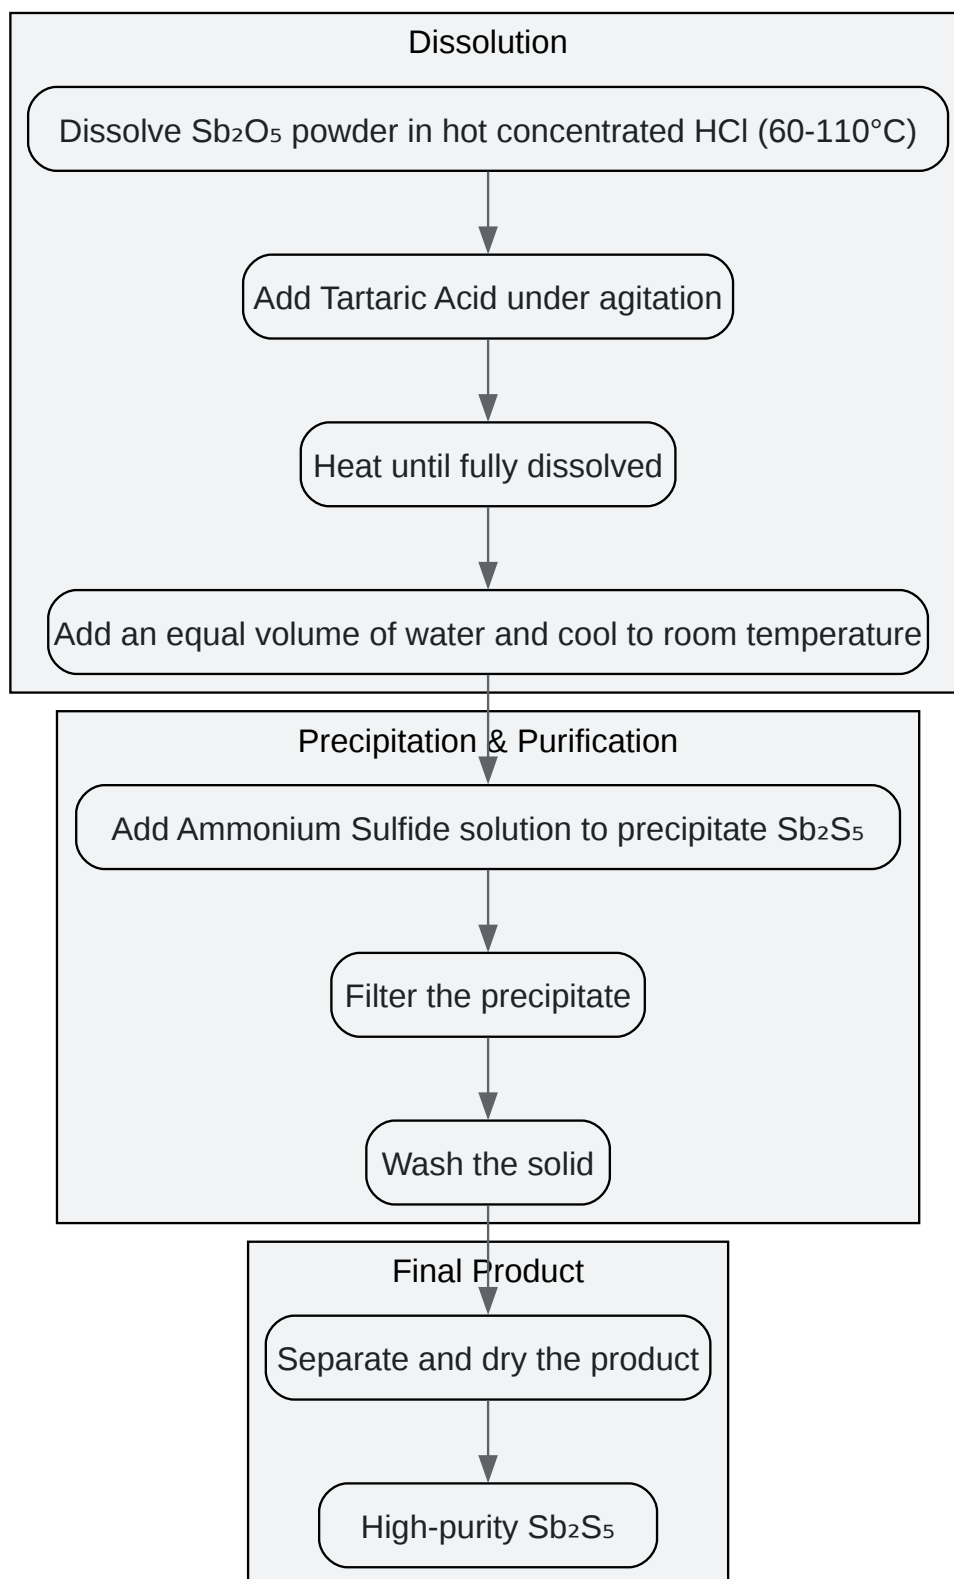 Dissolution
Dissolve Sb₂O₅ powder in hot concentrated HCl (60-110°C)
Add Tartaric Acid under agitation
Heat until fully dissolved
Add an equal volume of water and cool to room temperature
Precipitation & Purification
Add Ammonium Sulfide solution to precipitate Sb₂S₅
Filter the precipitate
Wash the solid
Final Product
Separate and dry the product
High-purity Sb₂S₅